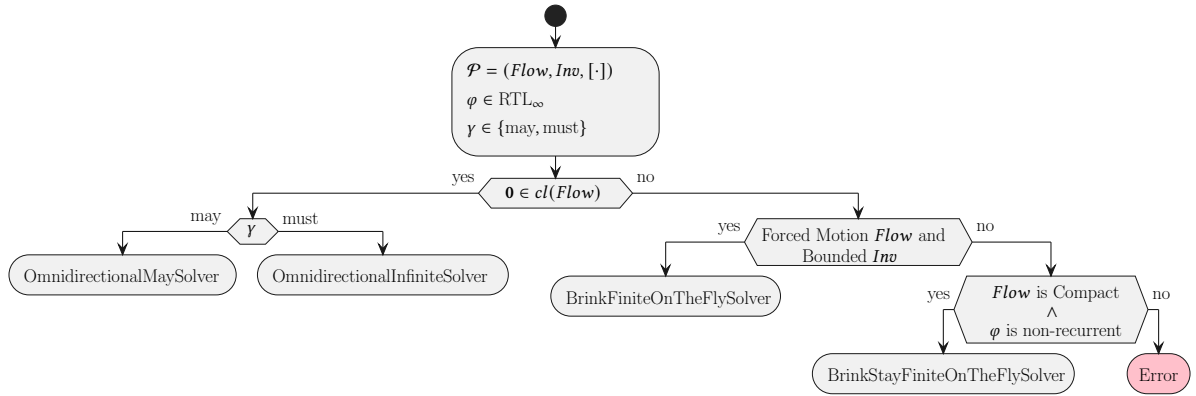 𝒫 = (Flow, Inv, [·])
φ ∈ RTL∞
γ ∈ {may, must}
yes
0 ∈ cl(Flow)
no
may
γ
must
OmnidirectionalMaySolver
OmnidirectionalInfiniteSolver
yes
Forced Motion Flow and
Bounded Inv
no
BrinkFiniteOnTheFlySolver
yes
Flow is Compact
∧
φ is non-recurrent
no
BrinkStayFiniteOnTheFlySolver
Error